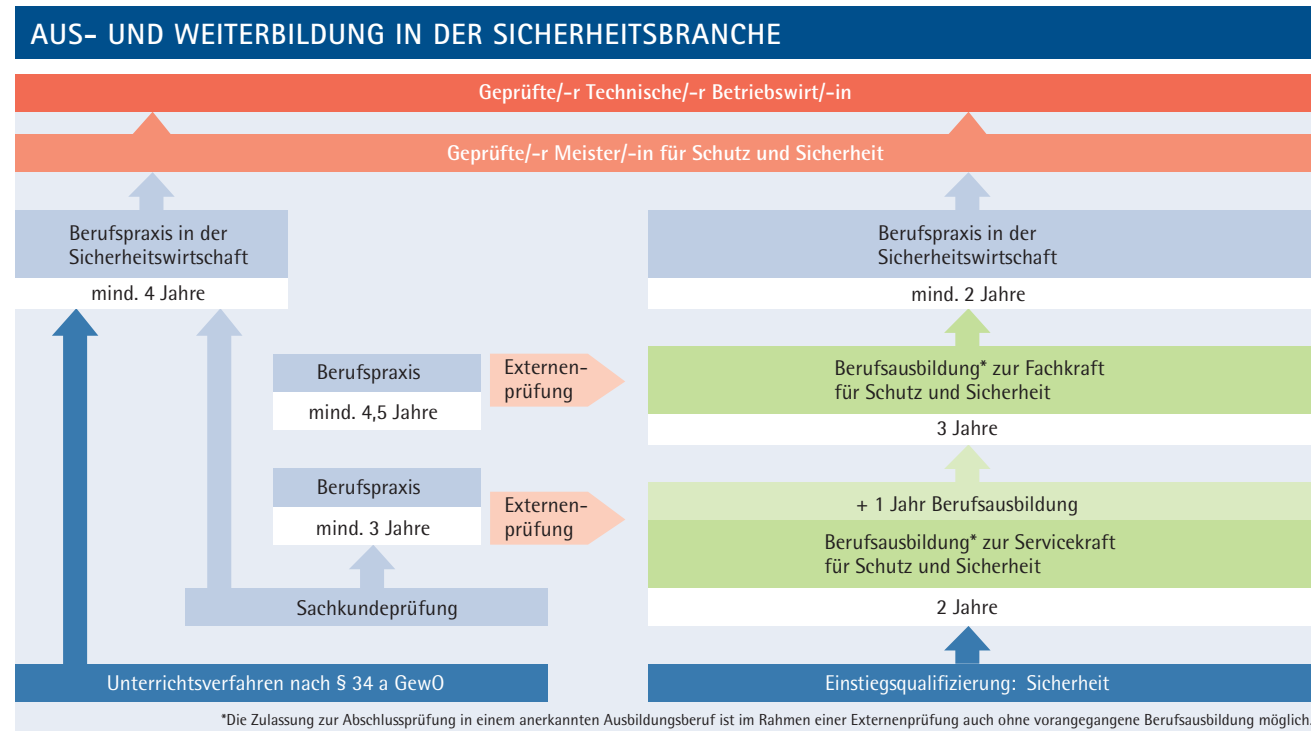 AUS- UND WEITERBILDUNG IN DER SICHERHEITSBRANCHE
Geprüfte/-r Technische/-r Betriebswirt/-in
Geprüfte/-r Meister/-in für Schutz und Sicherheit
Berufspraxis in der
Sicherheitswirtschaft
mind. 4 Jahre
Berufspraxis in der
Sicherheitswirtschaft
mind. 2 Jahre
Berufspraxis
mind. 4,5 Jahre
Externen-
prüfung
Berufsausbildung* zur Fachkraft
für Schutz und Sicherheit
3 Jahre
Berufspraxis
mind. 3 Jahre
Externen-
prüfung
+ 1 Jahr Berufsausbildung
Berufsausbildung* zur Servicekraft
für Schutz und Sicherheit
2 Jahre
Sachkundeprüfung
Unterrichtsverfahren nach § 34 a GewO
Einstiegsqualifizierung: Sicherheit
*Die Zulassung zur Abschlussprüfung in einem anerkannten Ausbildungsberuf ist im Rahmen einer Externenprüfung auch ohne vorangegangene Berufsausbildung möglich.